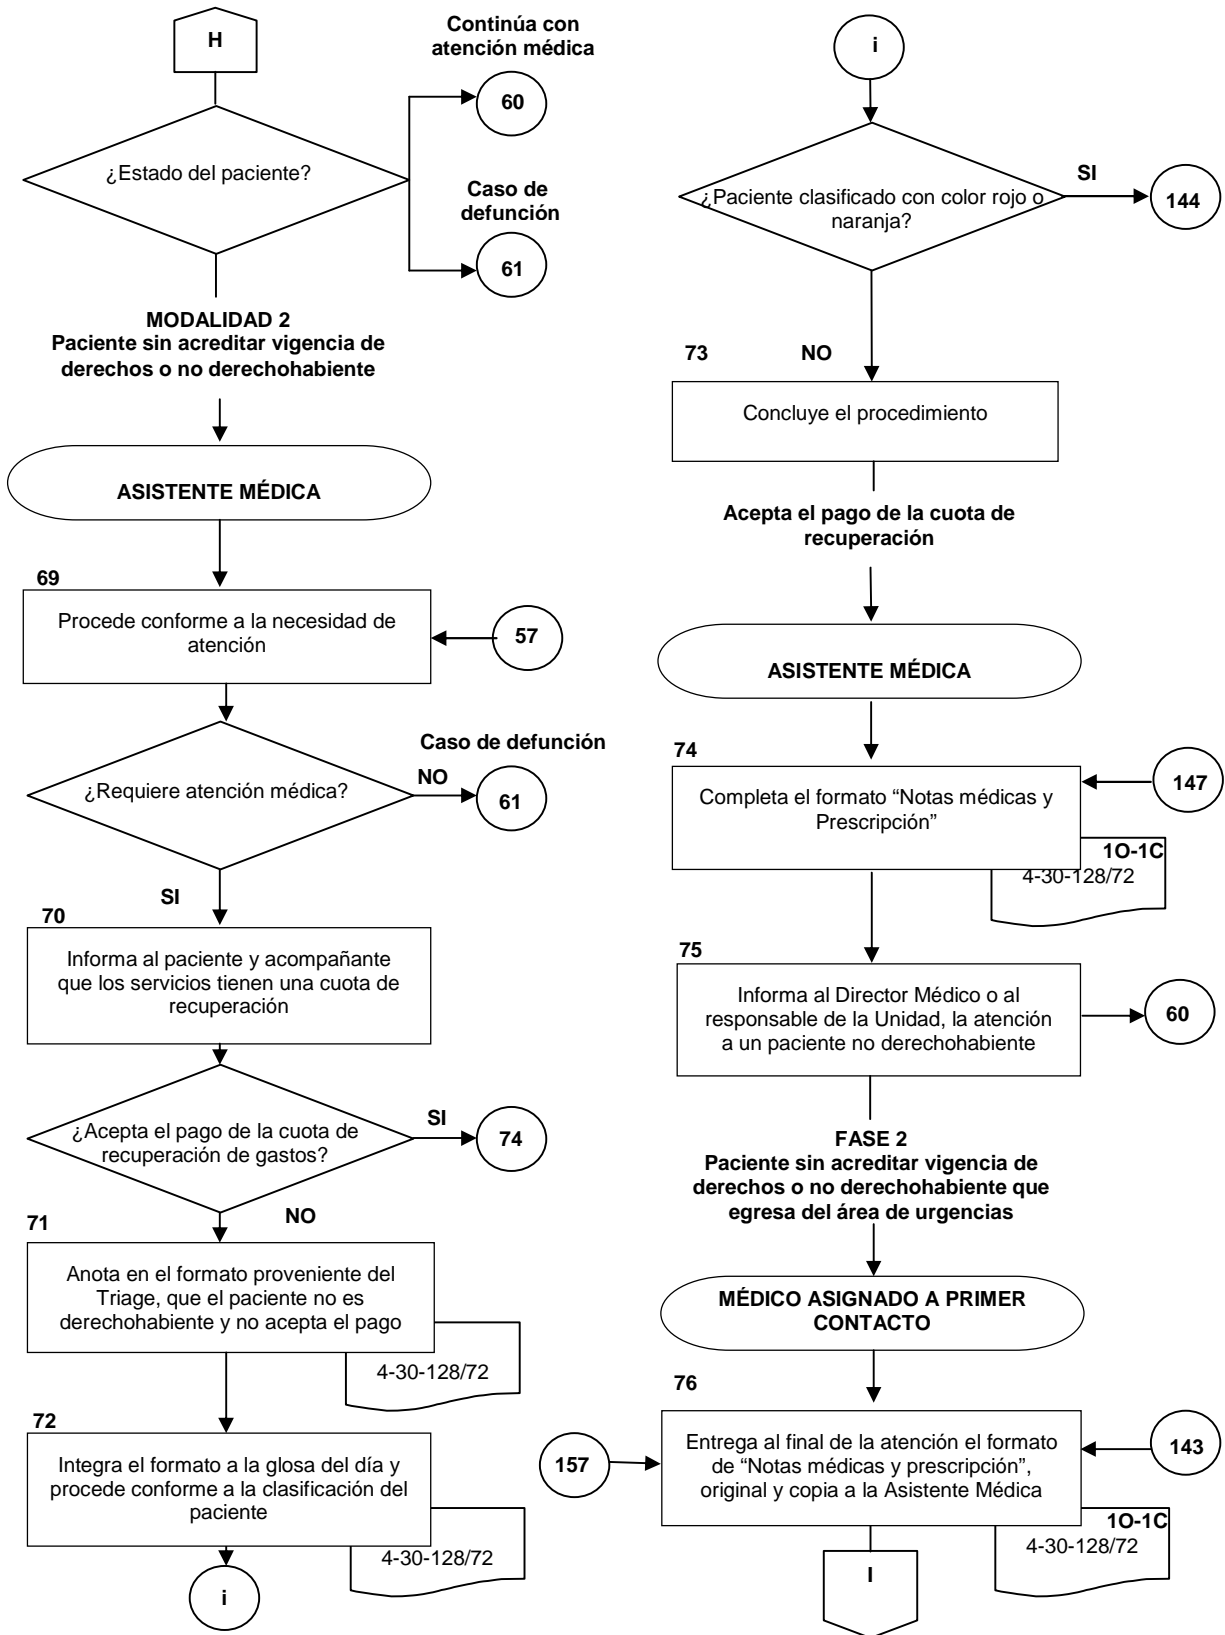 H
Continúa con
atención médica
60
¿Estado del paciente?
Caso de
defunción
61
MODALIDAD 2
Paciente sin acreditar vigencia de
derechos o no derechohabiente
ASISTENTE MÉDICA
69
Procede conforme a la necesidad de
atención
57
¿Requiere atención médica?
Caso de defunción
NO
61
SI
70
Informa al paciente y acompañante
que los servicios tienen una cuota de
recuperación
¿Acepta el pago de la cuota de
recuperación de gastos?
SI
74
NO
71
Anota en el formato proveniente del
Triage, que el paciente no es
derechohabiente y no acepta el pago
4-30-128/72
72
Integra el formato a la glosa del día y
procede conforme a la clasificación del
paciente
4-30-128/72
i
i
¿Paciente clasificado con color rojo o
naranja?
SI
144
73
NO
Concluye el procedimiento
Acepta el pago de la cuota de
recuperación
ASISTENTE MÉDICA
74
Completa el formato “Notas médicas y
Prescripción”
147
1O-1C
4-30-128/72
75
Informa al Director Médico o al
responsable de la Unidad, la atención
a un paciente no derechohabiente
60
FASE 2
Paciente sin acreditar vigencia de
derechos o no derechohabiente que
egresa del área de urgencias
MÉDICO ASIGNADO A PRIMER
CONTACTO
76
157
Entrega al final de la atención el formato
de “Notas médicas y prescripción”,
original y copia a la Asistente Médica
143
1O-1C
4-30-128/72
I